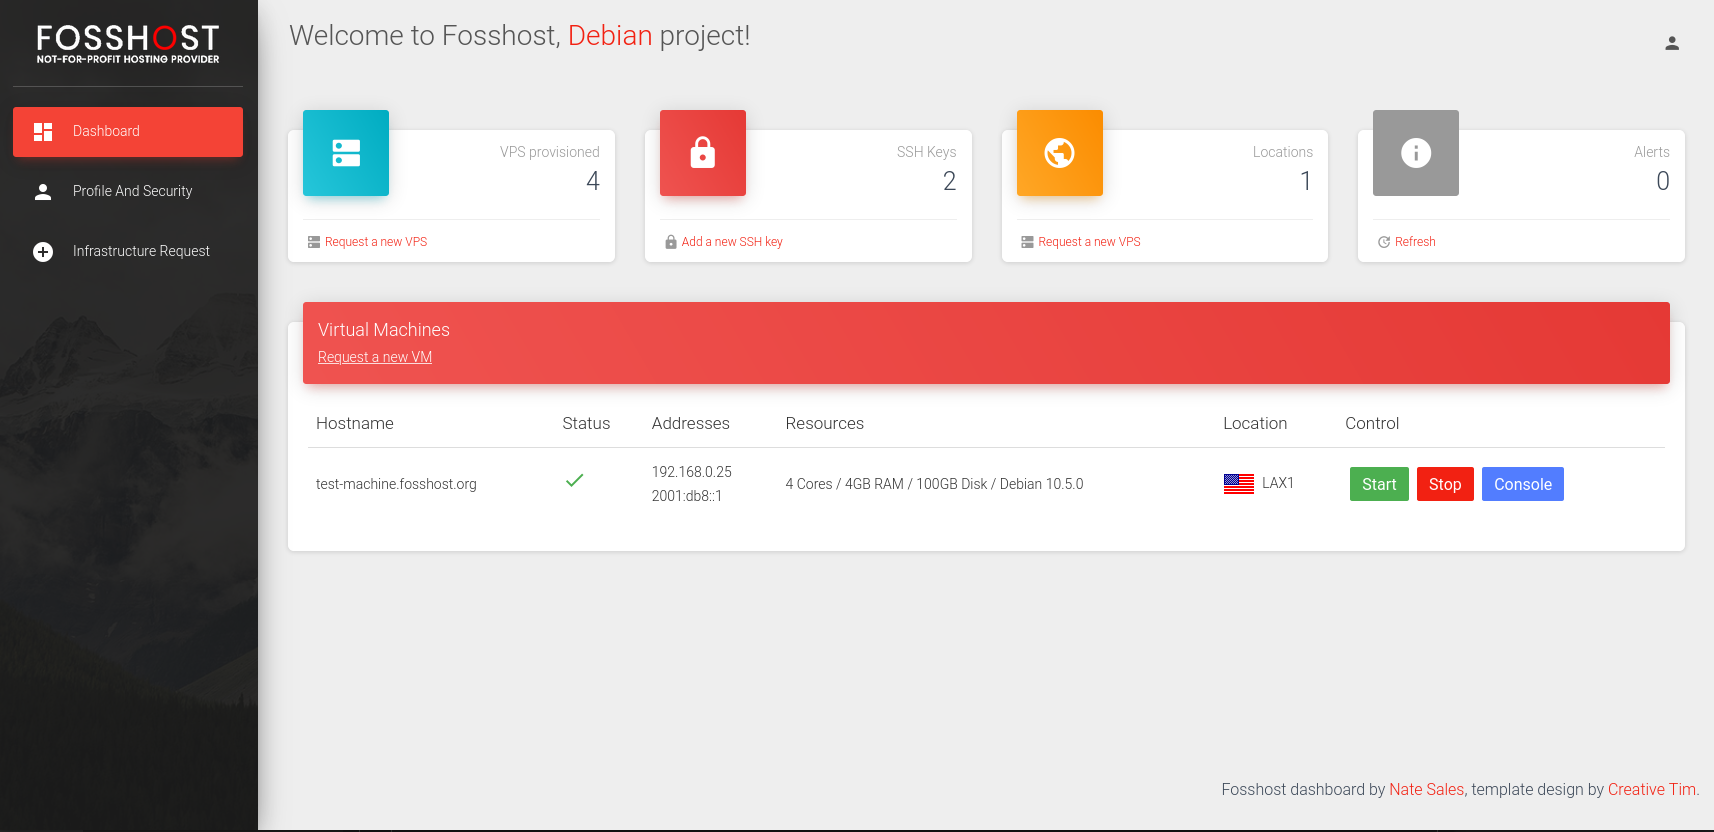 FOSSHOST
NOT-FOR-PROFIT HOSTING PROVIDER
Dashboard
Profile And Security
Infrastructure Request
Welcome to Fosshost, Debian project!
VPS provisioned
4
Request a new VPS
SSH Keys
2
Add a new SSH key
Locations
1
Request a new VPS
Alerts
0
Refresh
Virtual Machines
Request a new VM
Hostname Status Addresses Resources Location Control
test-machine.fosshost.org 192.168.0.25 4 Cores / 4GB RAM / 100GB Disk / Debian 10.5.0 LAX1 Start Stop Console
2001:db8::1
Fosshost dashboard by Nate Sales, template design by Creative Tim.